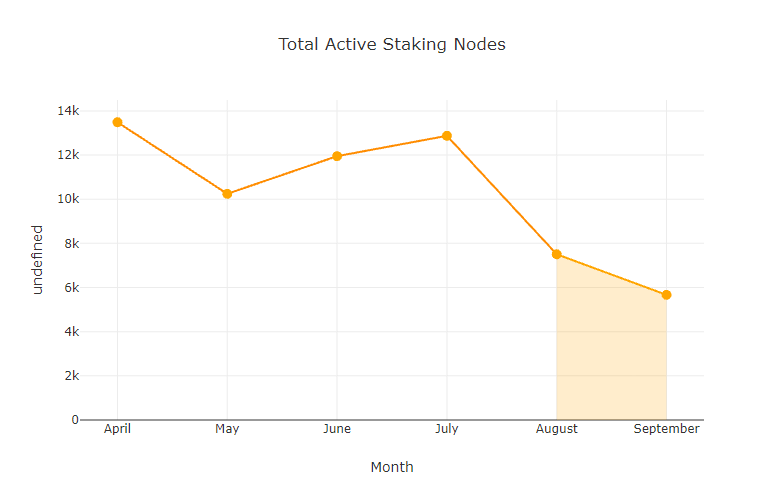 Total Active Staking Nodes
14k
12k
10k
8k
6k
4k
2k
0
undefined
April May June July August September
Month